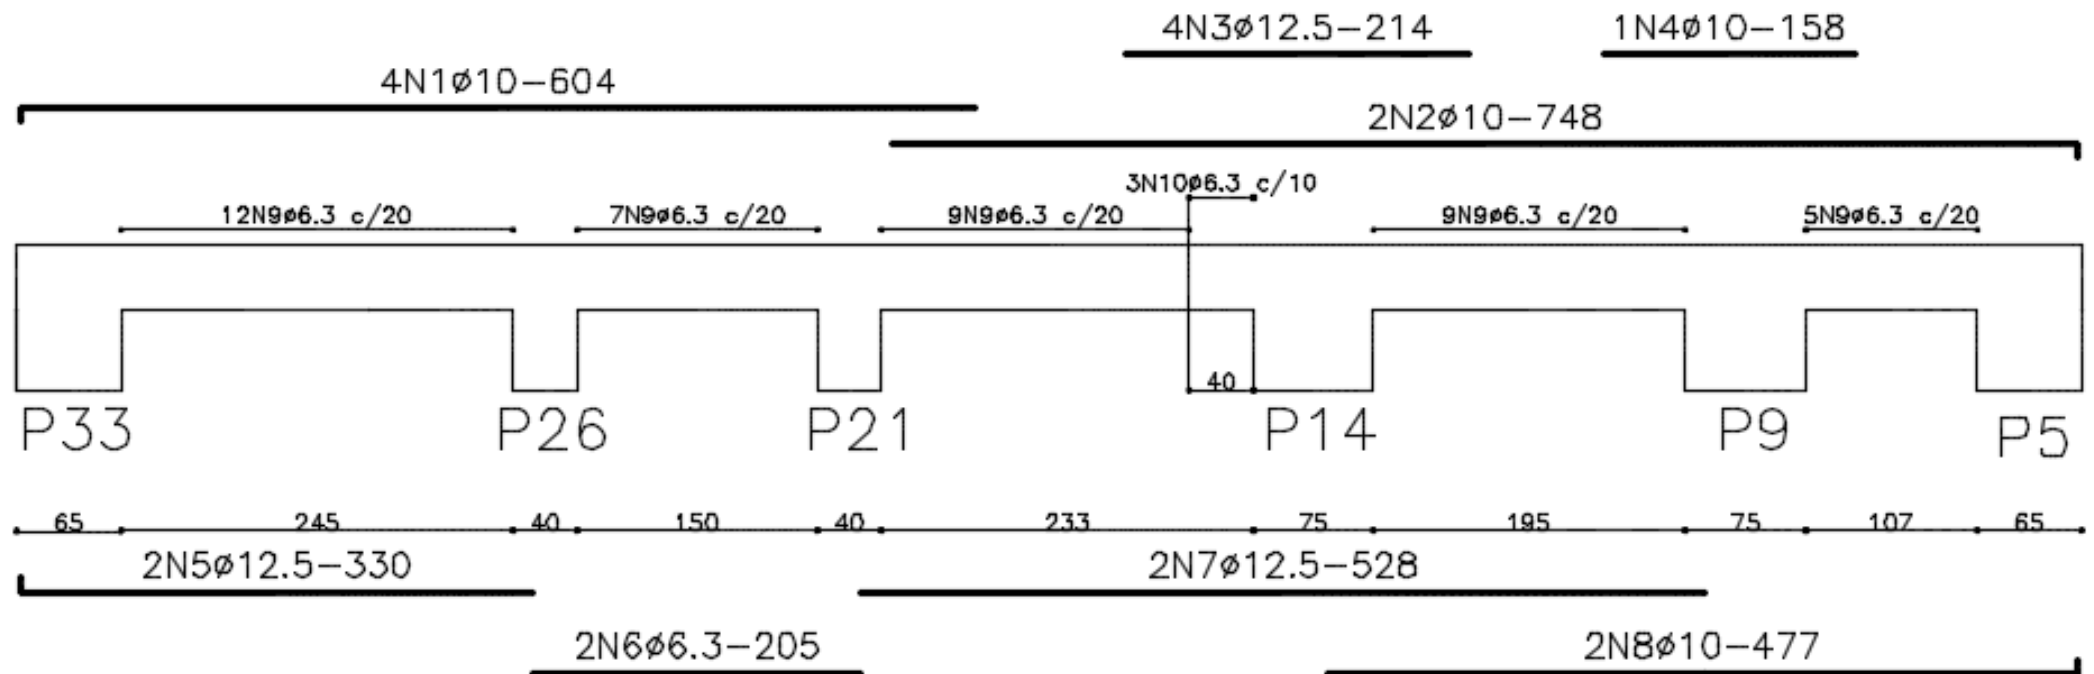 4N3ø12.5-214 1N4ø10-158
4N1ø10-604
2N2ø10-748
3N10ø6.3 c/10
12N9ø6.3 c/20 7N9ø6.3 c/20 9N9ø6.3 c/20 9N9ø6.3 c/20 5N9ø6.3 c/20
40
P33 P26 P21 P14 P9 P5
65 245 40 150 40 233 75 195 75 107 65
2N5ø12.5-330 2N7ø12.5-528
2N6ø6.3-205 2N8ø10-477